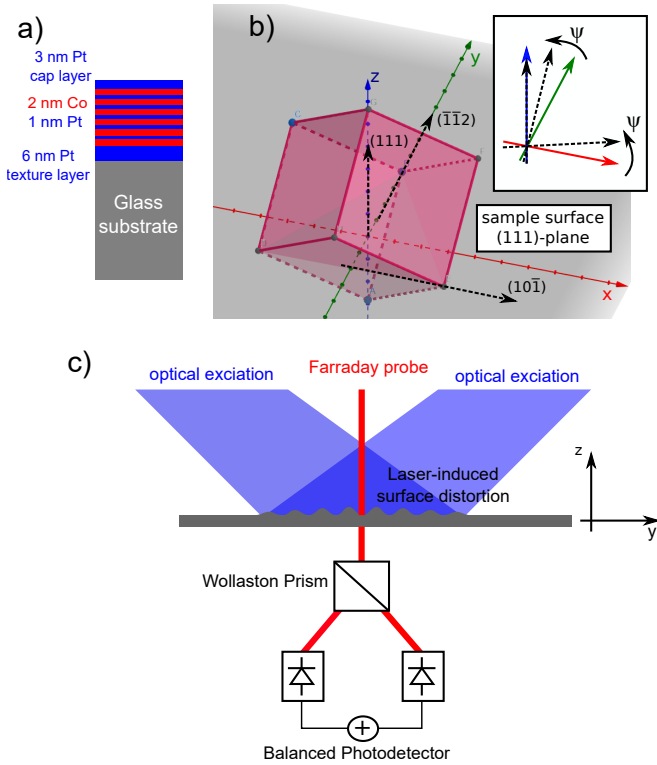 a)
3 nm Pt
cap layer
2 nm Co
1 nm Pt
6 nm Pt
texture layer
Glass
substrate
b)
z
y
(1̅1̅2)
(111)
x
(101̅)
ψ
ψ
sample surface
(111)-plane
c)
optical exciation
Farraday probe
optical exciation
Laser-induced
surface distortion
z
y
Wollaston Prism
+
Balanced Photodetector